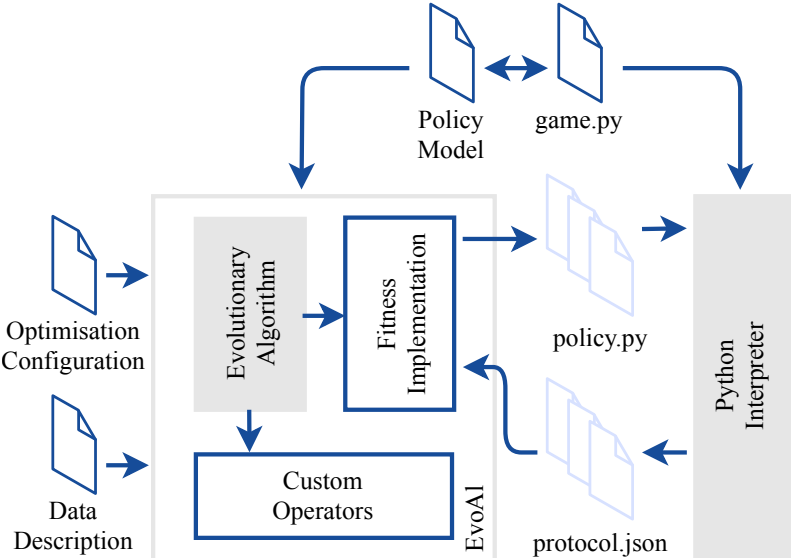 Policy
Model
game.py
Optimisation
Configuration
Evolutionary
Algorithm
Fitness
Implementation
policy.py
Python
Interpreter
Data
Description
Custom
Operators
EvoAl
protocol.json